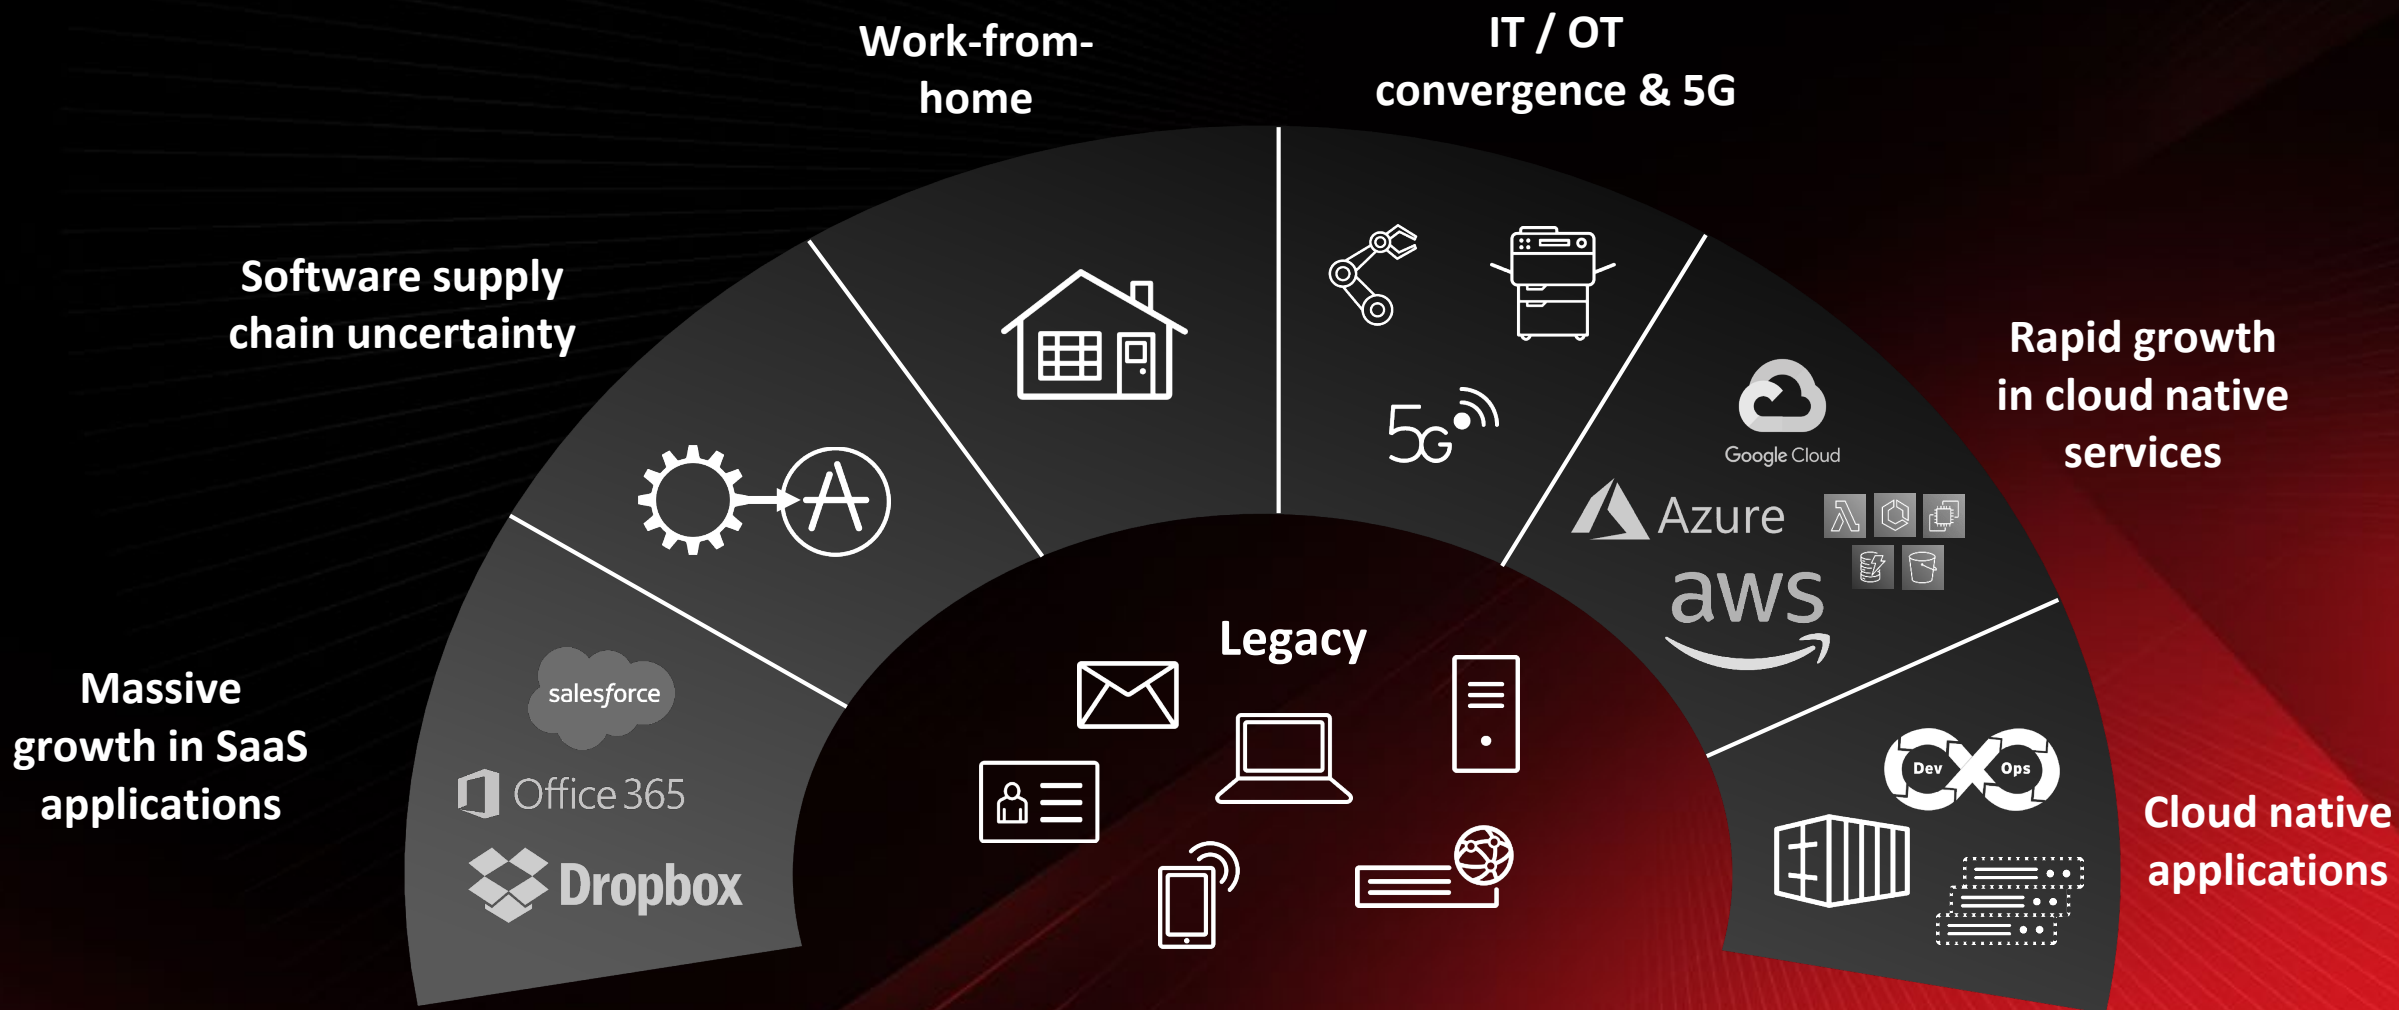 Work-from-
home
IT / OT
convergence & 5G
Software supply
chain uncertainty
Rapid growth
in cloud native
services
Massive
growth in SaaS
applications
Cloud native
applications
salesforce
Office 365
Dropbox
5G
Google Cloud
Azure
λ
aws
Dev
Ops
Legacy